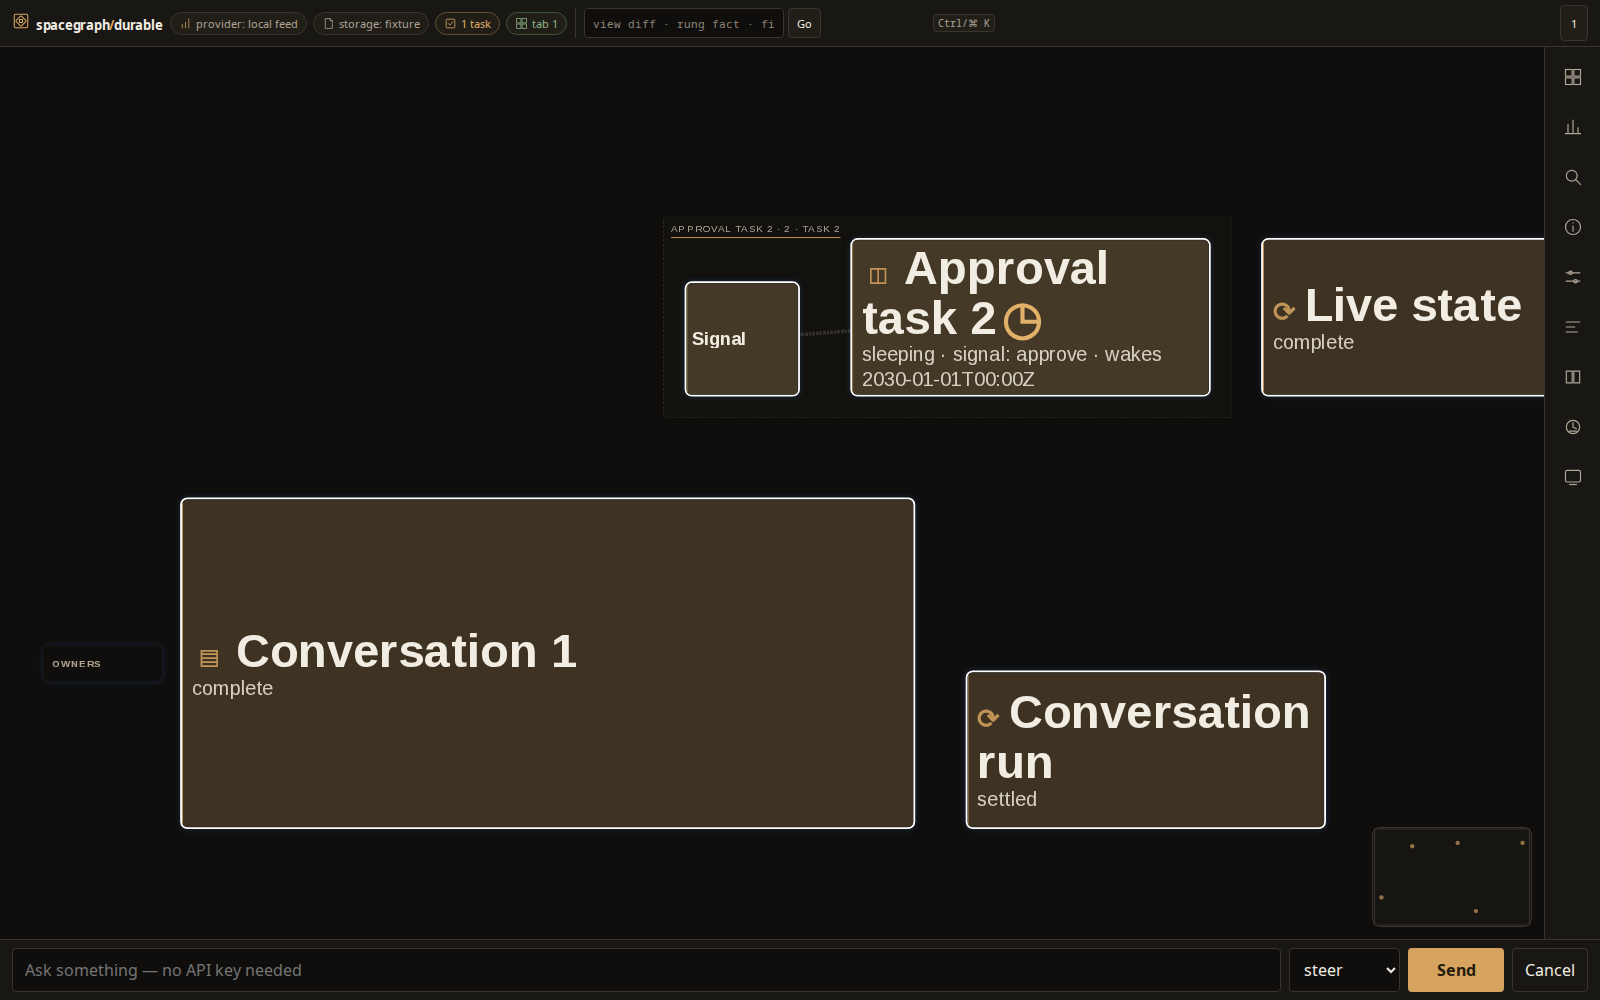 spacegraph/durable
provider: local feed
storage: fixture
1 task
tab 1
view diff · rung fact · fi
Go
Ctrl/⌘ K
1
APPROVAL TASK 2 · 2 · TASK 2
Signal
Approval
task 2
sleeping · signal: approve · wakes
2030-01-01T00:00Z
Live state
complete
OWNERS
Conversation 1
complete
Conversation
run
settled
Ask something — no API key needed
steer
Send
Cancel